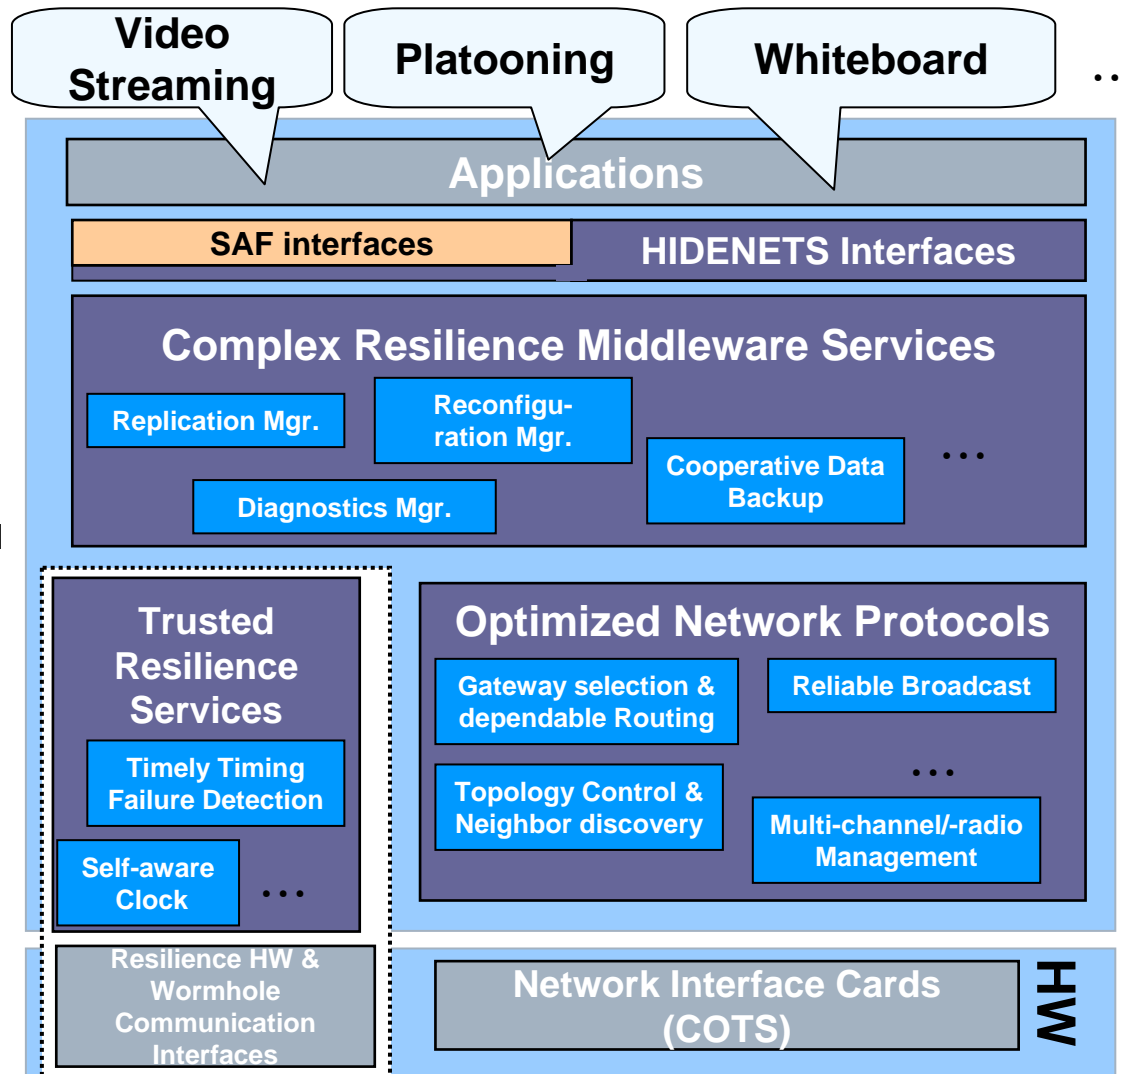 Video
Streaming
Platooning
Whiteboard
..
Applications
SAF interfaces
HIDENETS Interfaces
Complex Resilience Middleware Services
Replication Mgr.
Reconfigu-
ration Mgr.
Cooperative Data
Backup
...
Diagnostics Mgr.
Trusted
Resilience
Services
Timely Timing
Failure Detection
Self-aware
Clock
...
Optimized Network Protocols
Gateway selection &
dependable Routing
Reliable Broadcast
...
Topology Control &
Neighbor discovery
Multi-channel/-radio
Management
Resilience HW &
Wormhole
Communication
Interfaces
Network Interface Cards
(COTS)
HW